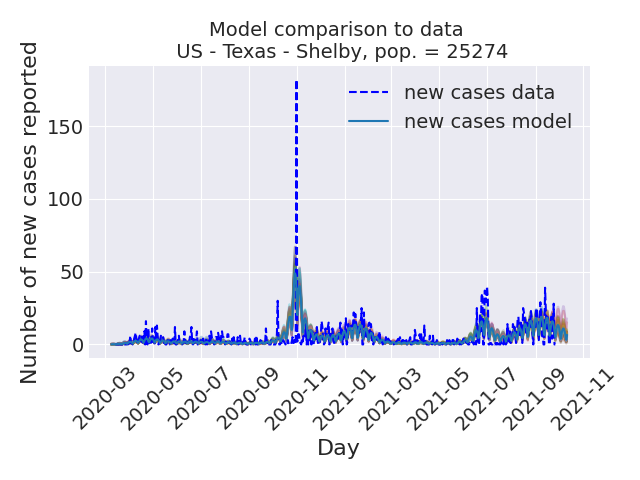 Model comparison to data
US - Texas - Shelby, pop. = 25274
new cases data
new cases model
Number of new cases reported
150
100
50
0
2020-03
2020-05
2020-07
2020-09
2020-11
2021-01
2021-03
2021-05
2021-07
2021-09
2021-11
Day